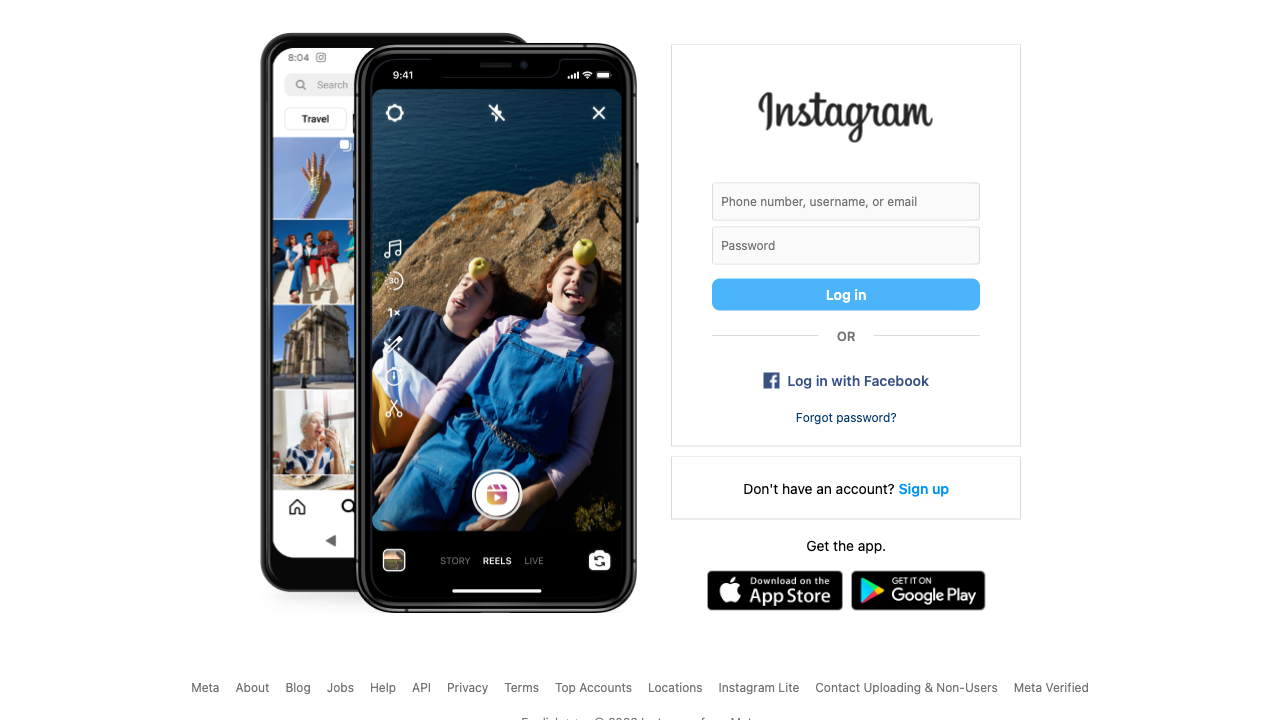 8:04
Search
Travel
9:41
30
1×
STORY REELS LIVE
Instagram
Phone number, username, or email
Password
Log in
OR
Log in with Facebook
Forgot password?
Don't have an account? Sign up
Get the app.
Download on the
App Store
GET IT ON
Google Play
Meta About Blog Jobs Help API Privacy Terms Top Accounts Locations Instagram Lite Contact Uploading & Non-Users Meta Verified